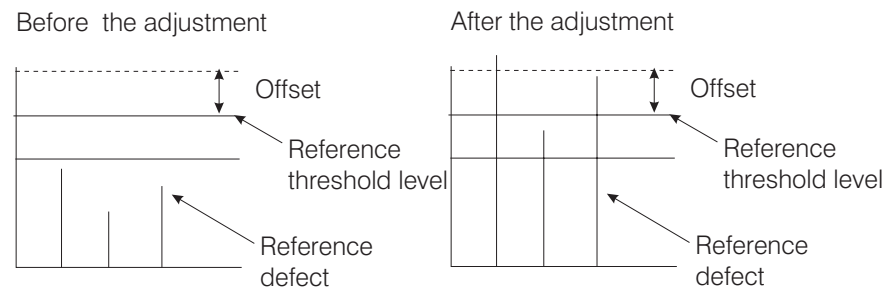 Before the adjustment
Offset
Reference
threshold level
Reference
defect
After the adjustment
Offset
Reference
threshold level
Reference
defect